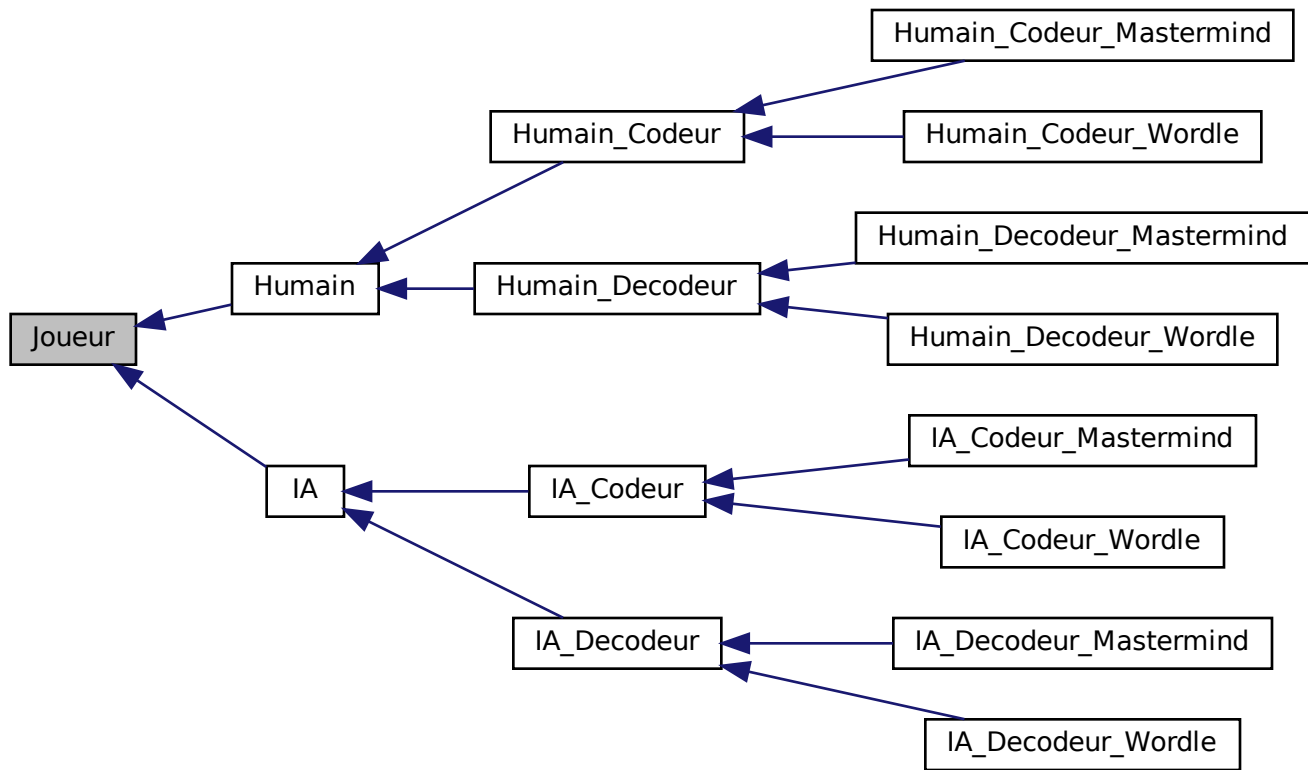 Humain_Codeur_Mastermind
Humain_Codeur
Humain_Codeur_Wordle
Humain_Decodeur_Mastermind
Humain
Humain_Decodeur
Humain_Decodeur_Wordle
Joueur
IA_Codeur_Mastermind
IA
IA_Codeur
IA_Codeur_Wordle
IA_Decodeur
IA_Decodeur_Mastermind
IA_Decodeur_Wordle